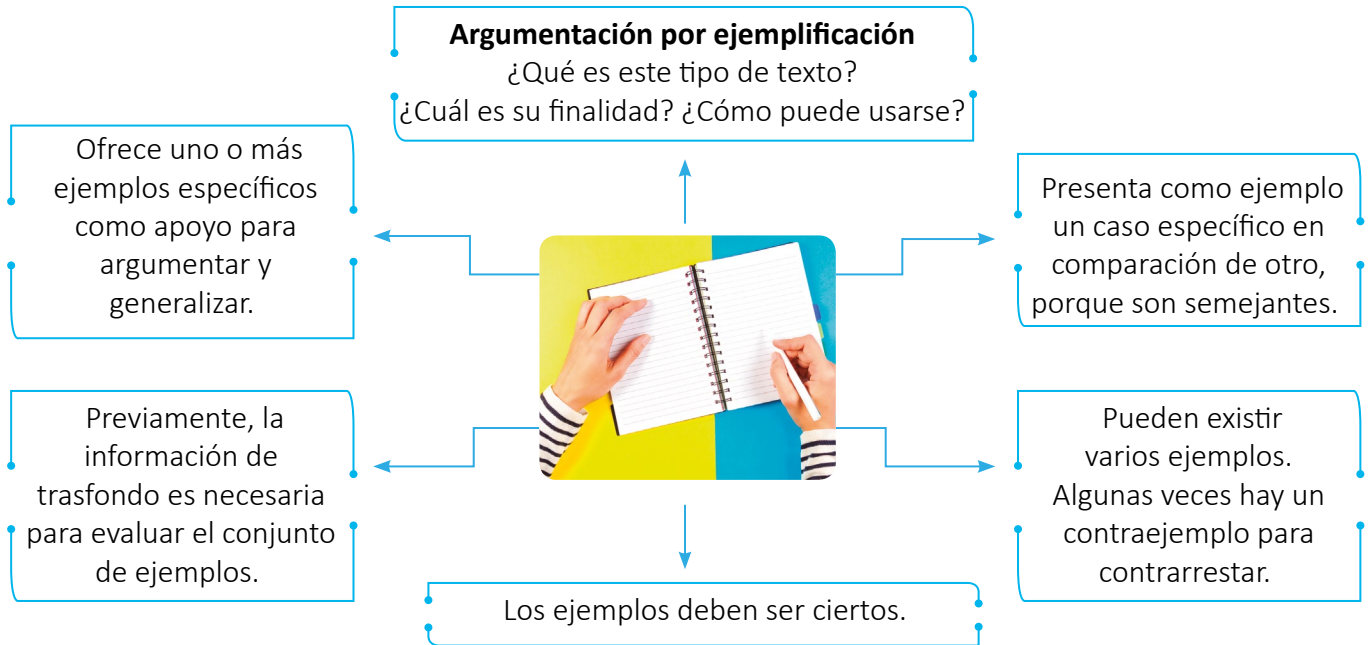 Argumentación por ejemplificación
¿Qué es este tipo de texto?
¿Cuál es su finalidad? ¿Cómo puede usarse?
Ofrece uno o más
ejemplos específicos
como apoyo para
argumentar y
generalizar.
Presenta como ejemplo
un caso específico en
comparación de otro,
porque son semejantes.
Previamente, la
información de
trasfondo es necesaria
para evaluar el conjunto
de ejemplos.
Pueden existir
varios ejemplos.
Algunas veces hay un
contraejemplo para
contrarrestar.
Los ejemplos deben ser ciertos.